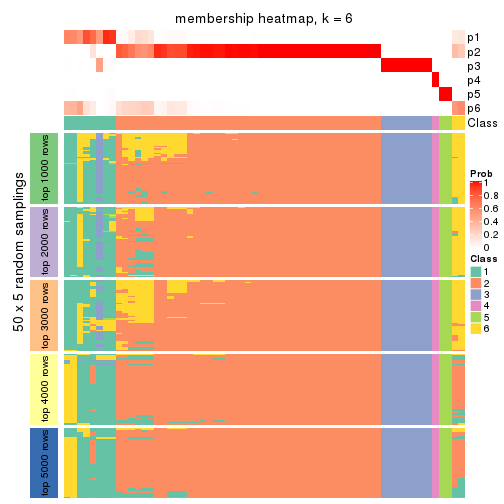 membership heatmap, k = 6
p1
p2
p3
p4
p5
p6
Class
50 x 5 random samplings
top 1000 rows
top 2000 rows
top 3000 rows
top 4000 rows
top 5000 rows
Prob
1
0.8
0.6
0.4
0.2
0
Class
1
2
3
4
5
6